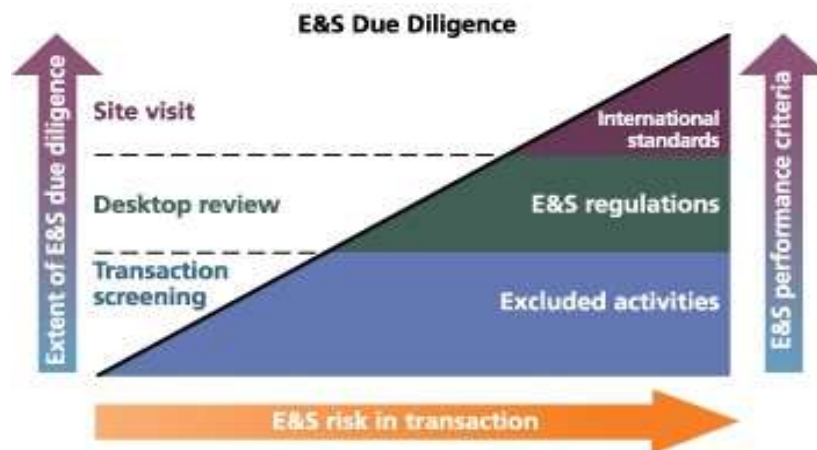 E&S Due Diligence
Extent of E&S due diligence
Site visit
International
standards
Desktop review
E&S regulations
Transaction
screening
Excluded activities
E&S performance criteria
E&S risk in transaction